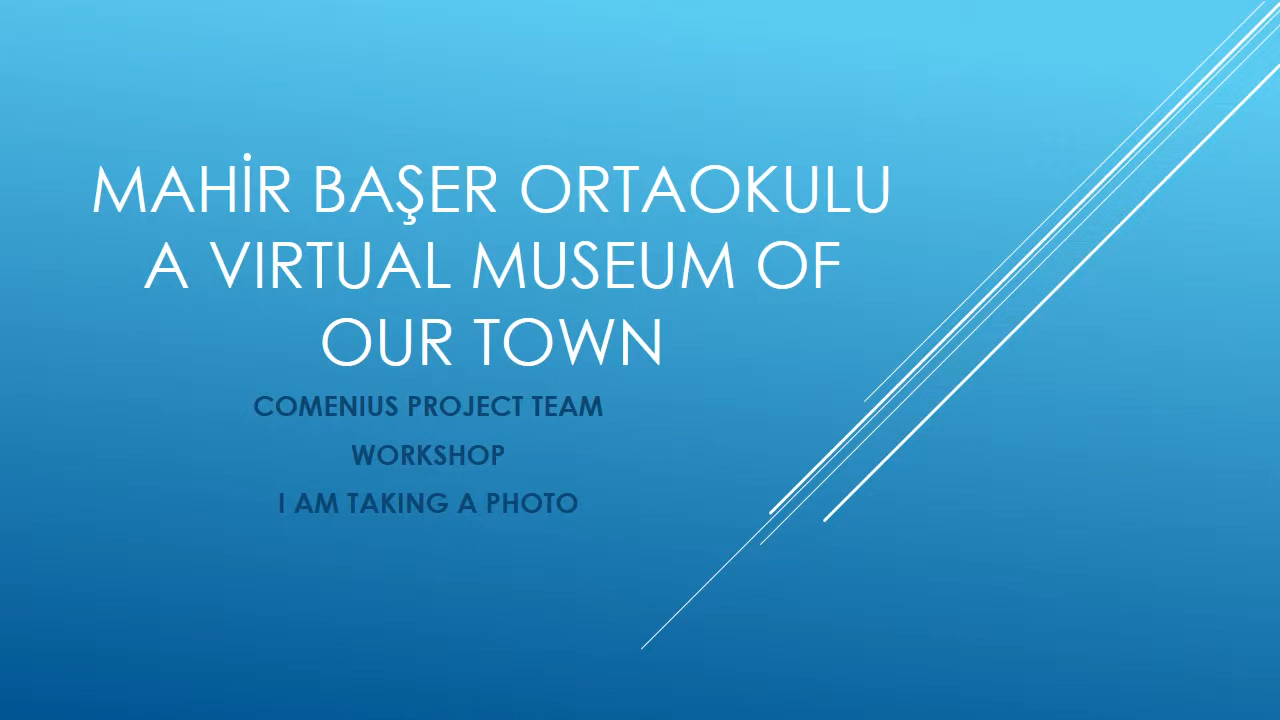 MAHİR BAŞER ORTAOKULU
A VIRTUAL MUSEUM OF
OUR TOWN
COMENIUS PROJECT TEAM
WORKSHOP
I AM TAKING A PHOTO